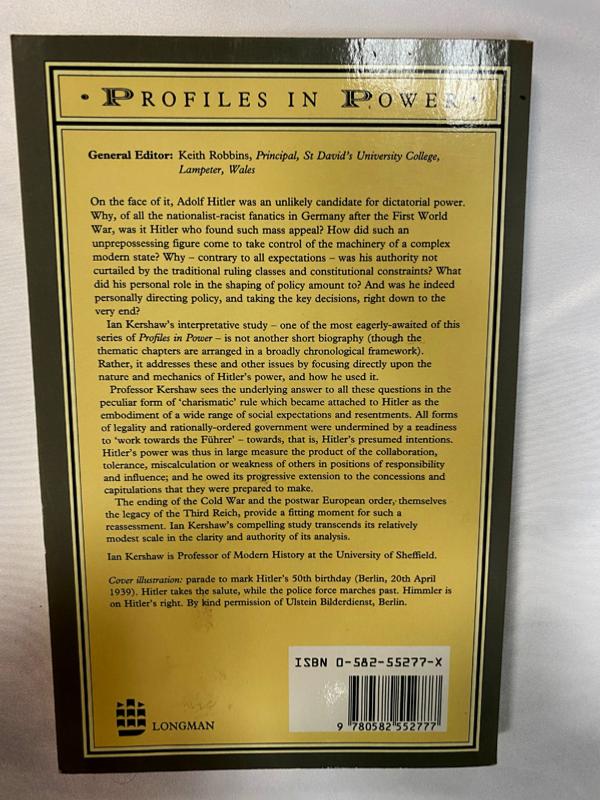 · PROFILES IN POWER ·
General Editor: Keith Robbins, Principal, St David's University College,
Lampeter, Wales
On the face of it, Adolf Hitler was an unlikely candidate for dictatorial power.
Why, of all the nationalist-racist fanatics in Germany after the First World
War, was it Hitler who found such mass appeal? How did such an
unprepossessing figure come to take control of the machinery of a complex
modern state? Why – contrary to all expectations – was his authority not
curtailed by the traditional ruling classes and constitutional constraints? What
did his personal role in the shaping of policy amount to? And was he indeed
personally directing policy, and taking the key decisions, right down to the
very end?
Ian Kershaw's interpretative study – one of the most eagerly-awaited of this
series of Profiles in Power – is not another short biography (though the
thematic chapters are arranged in a broadly chronological framework).
Rather, it addresses these and other issues by focusing directly upon the
nature and mechanics of Hitler's power, and how he used it.
Professor Kershaw sees the underlying answer to all these questions in the
peculiar form of 'charismatic' rule which became attached to Hitler as the
embodiment of a wide range of social expectations and resentments. All forms
of legality and rationally-ordered government were undermined by a readiness
to 'work towards the Führer' – towards, that is, Hitler's presumed intentions.
Hitler's power was thus in large measure the product of the collaboration,
tolerance, miscalculation or weakness of others in positions of responsibility
and influence; and he owed its progressive extension to the concessions and
capitulations that they were prepared to make.
The ending of the Cold War and the postwar European order, themselves
the legacy of the Third Reich, provide a fitting moment for such a
reassessment. Ian Kershaw's compelling study transcends its relatively
modest scale in the clarity and authority of its analysis.
Ian Kershaw is Professor of Modern History at the University of Sheffield.
Cover illustration: parade to mark Hitler's 50th birthday (Berlin, 20th April
1939). Hitler takes the salute, while the police force marches past. Himmler is
on Hitler's right. By kind permission of Ulstein Bilderdienst, Berlin.
ISBN 0-582-55277-X
9 780582 552777
LONGMAN